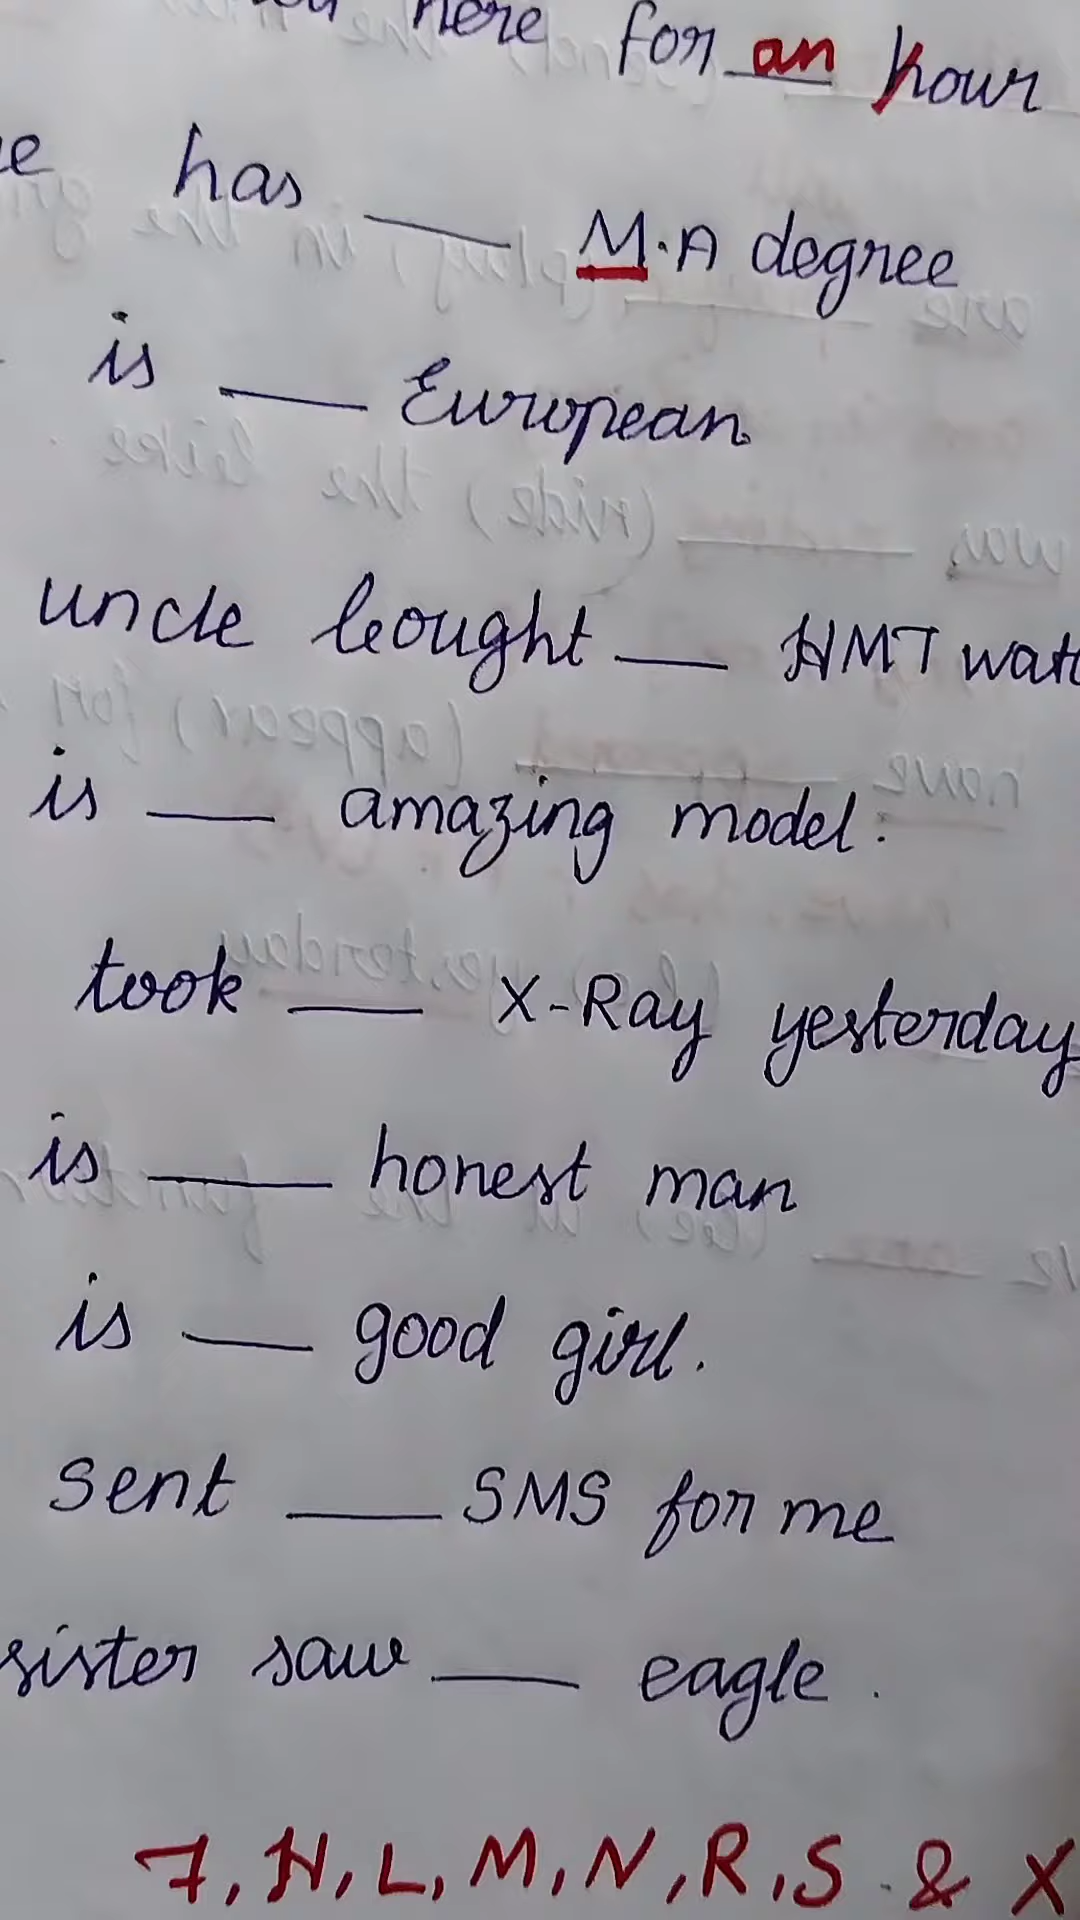 here for an hour
has ___ M.A degree
is ___ European
uncle bought ___ HMT
is ___ amazing model.
took ___ X-Ray yesterday
is ___ honest man
is ___ good girl.
sent ___ SMS for me
sister saw ___ eagle.
7, H, L, M, N, R, S & X